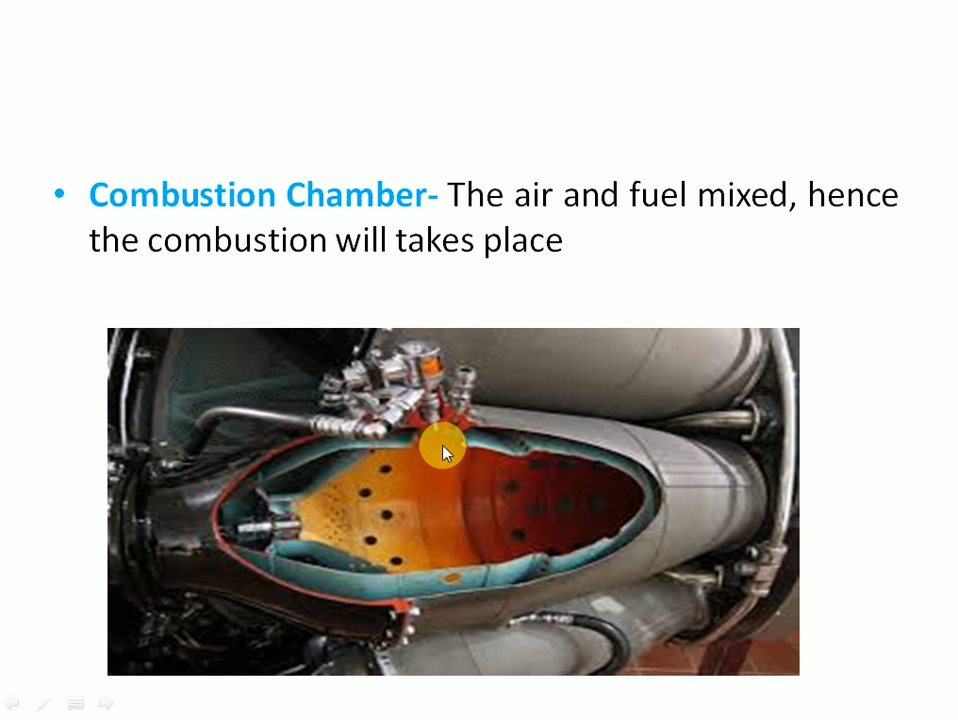 • Combustion Chamber- The air and fuel mixed, hence
the combustion will takes place